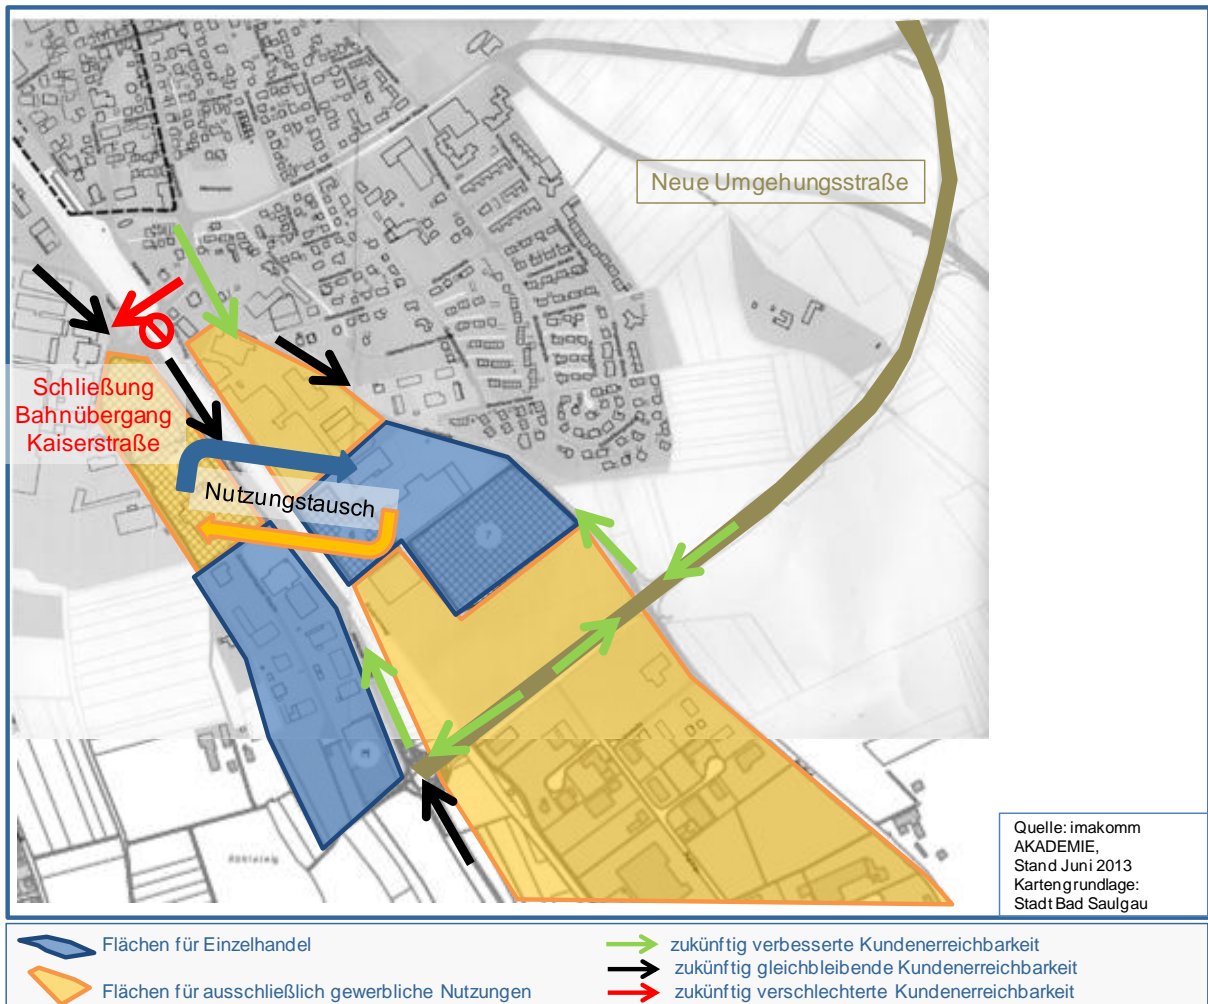 Neue Umgehungsstraße
Schließung
Bahnübergang
Kaiserstraße
Nutzungstausch
Quelle: imakomm
AKADEMIE,
Stand Juni 2013
Kartengrundlage:
Stadt Bad Saulgau
Flächen für Einzelhandel
Flächen für ausschließlich gewerbliche Nutzungen
zukünftig verbesserte Kundenerreichbarkeit
zukünftig gleichbleibende Kundenerreichbarkeit
zukünftig verschlechterte Kundenerreichbarkeit